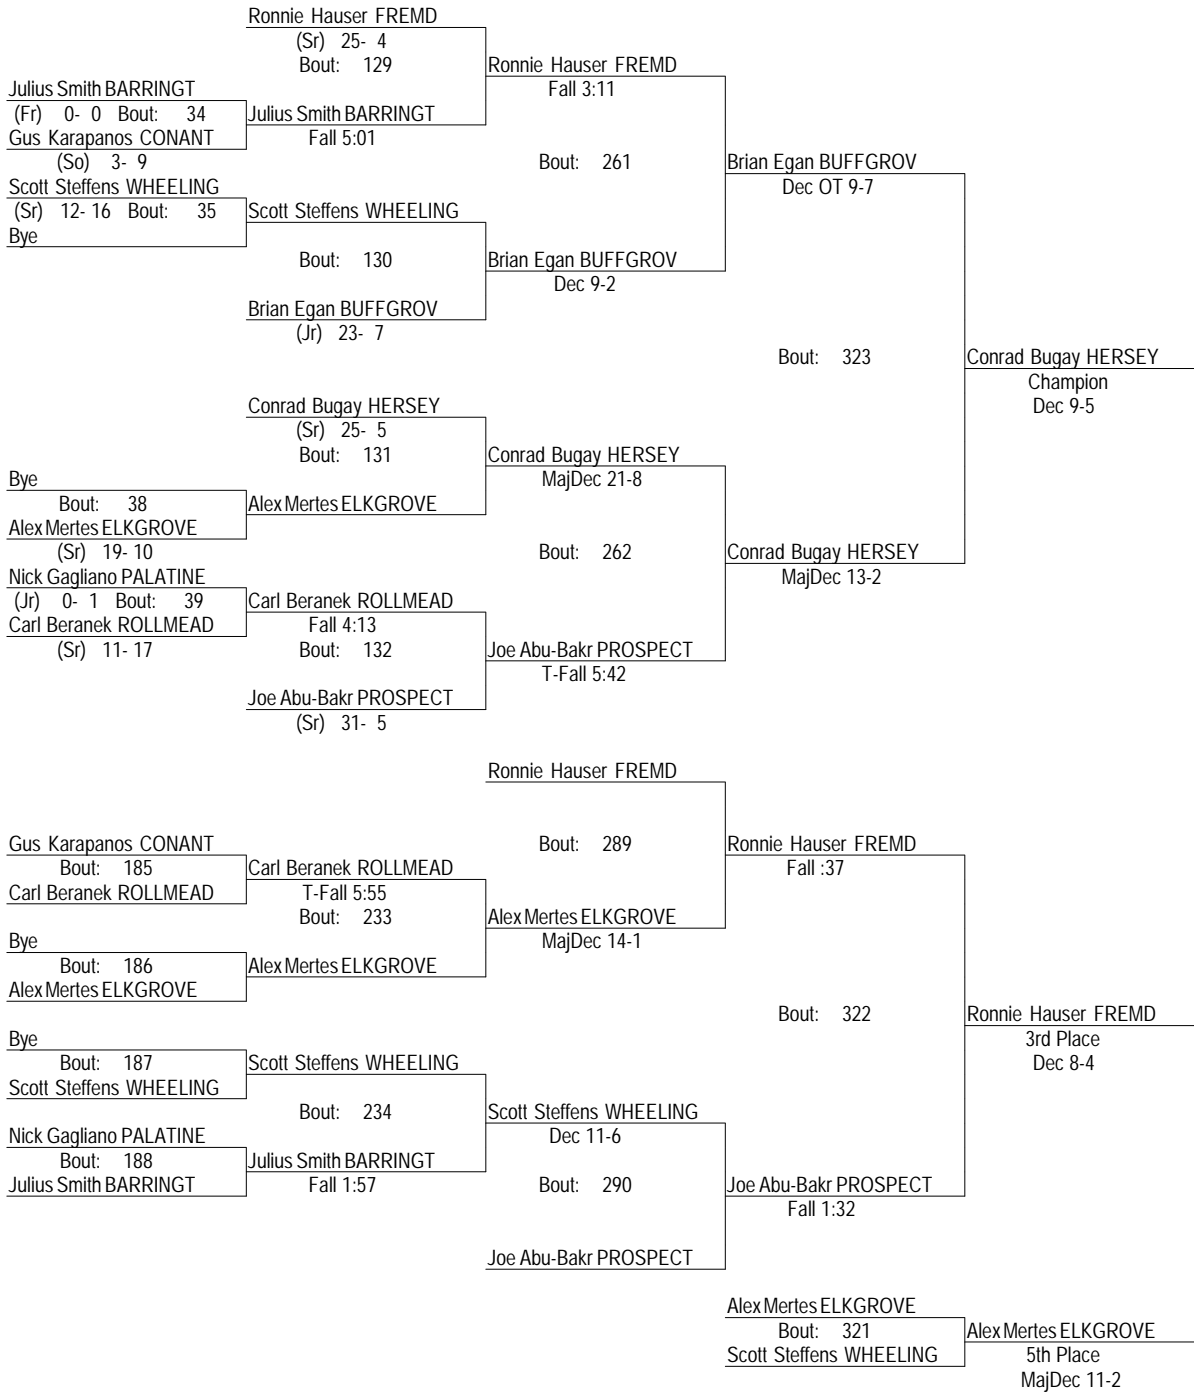 Ronnie Hauser FREMD
(Sr) 25- 4
Bout: 129
Ronnie Hauser FREMD
Fall 3:11
Julius Smith BARRINGT
(Fr) 0- 0 Bout: 34
Julius Smith BARRINGT
Gus Karapanos CONANT
Fall 5:01
(So) 3- 9
Bout: 261
Brian Egan BUFFGROV
Dec OT 9-7
Scott Steffens WHEELING
(Sr) 12- 16 Bout: 35
Scott Steffens WHEELING
Bye
Bout: 130
Brian Egan BUFFGROV
Dec 9-2
Brian Egan BUFFGROV
(Jr) 23- 7
Bout: 323
Conrad Bugay HERSEY
Champion
Dec 9-5
Conrad Bugay HERSEY
(Sr) 25- 5
Bout: 131
Conrad Bugay HERSEY
MajDec 21-8
Bye
Bout: 38
Alex Mertes ELKGROVE
Alex Mertes ELKGROVE
(Sr) 19- 10
Bout: 262
Conrad Bugay HERSEY
MajDec 13-2
Nick Gagliano PALATINE
(Jr) 0- 1 Bout: 39
Carl Beranek ROLLMEAD
Carl Beranek ROLLMEAD
Fall 4:13
(Sr) 11- 17
Bout: 132
Joe Abu-Bakr PROSPECT
T-Fall 5:42
Joe Abu-Bakr PROSPECT
(Sr) 31- 5
Ronnie Hauser FREMD
Bout: 289
Ronnie Hauser FREMD
Fall :37
Gus Karapanos CONANT
Bout: 185
Carl Beranek ROLLMEAD
Carl Beranek ROLLMEAD
T-Fall 5:55
Bout: 233
Alex Mertes ELKGROVE
MajDec 14-1
Bye
Bout: 186
Alex Mertes ELKGROVE
Alex Mertes ELKGROVE
Bout: 322
Ronnie Hauser FREMD
3rd Place
Dec 8-4
Bye
Bout: 187
Scott Steffens WHEELING
Scott Steffens WHEELING
Bout: 234
Scott Steffens WHEELING
Dec 11-6
Nick Gagliano PALATINE
Bout: 188
Julius Smith BARRINGT
Julius Smith BARRINGT
Fall 1:57
Bout: 290
Joe Abu-Bakr PROSPECT
Fall 1:32
Joe Abu-Bakr PROSPECT
Alex Mertes ELKGROVE
Bout: 321
Alex Mertes ELKGROVE
Scott Steffens WHEELING
5th Place
MajDec 11-2